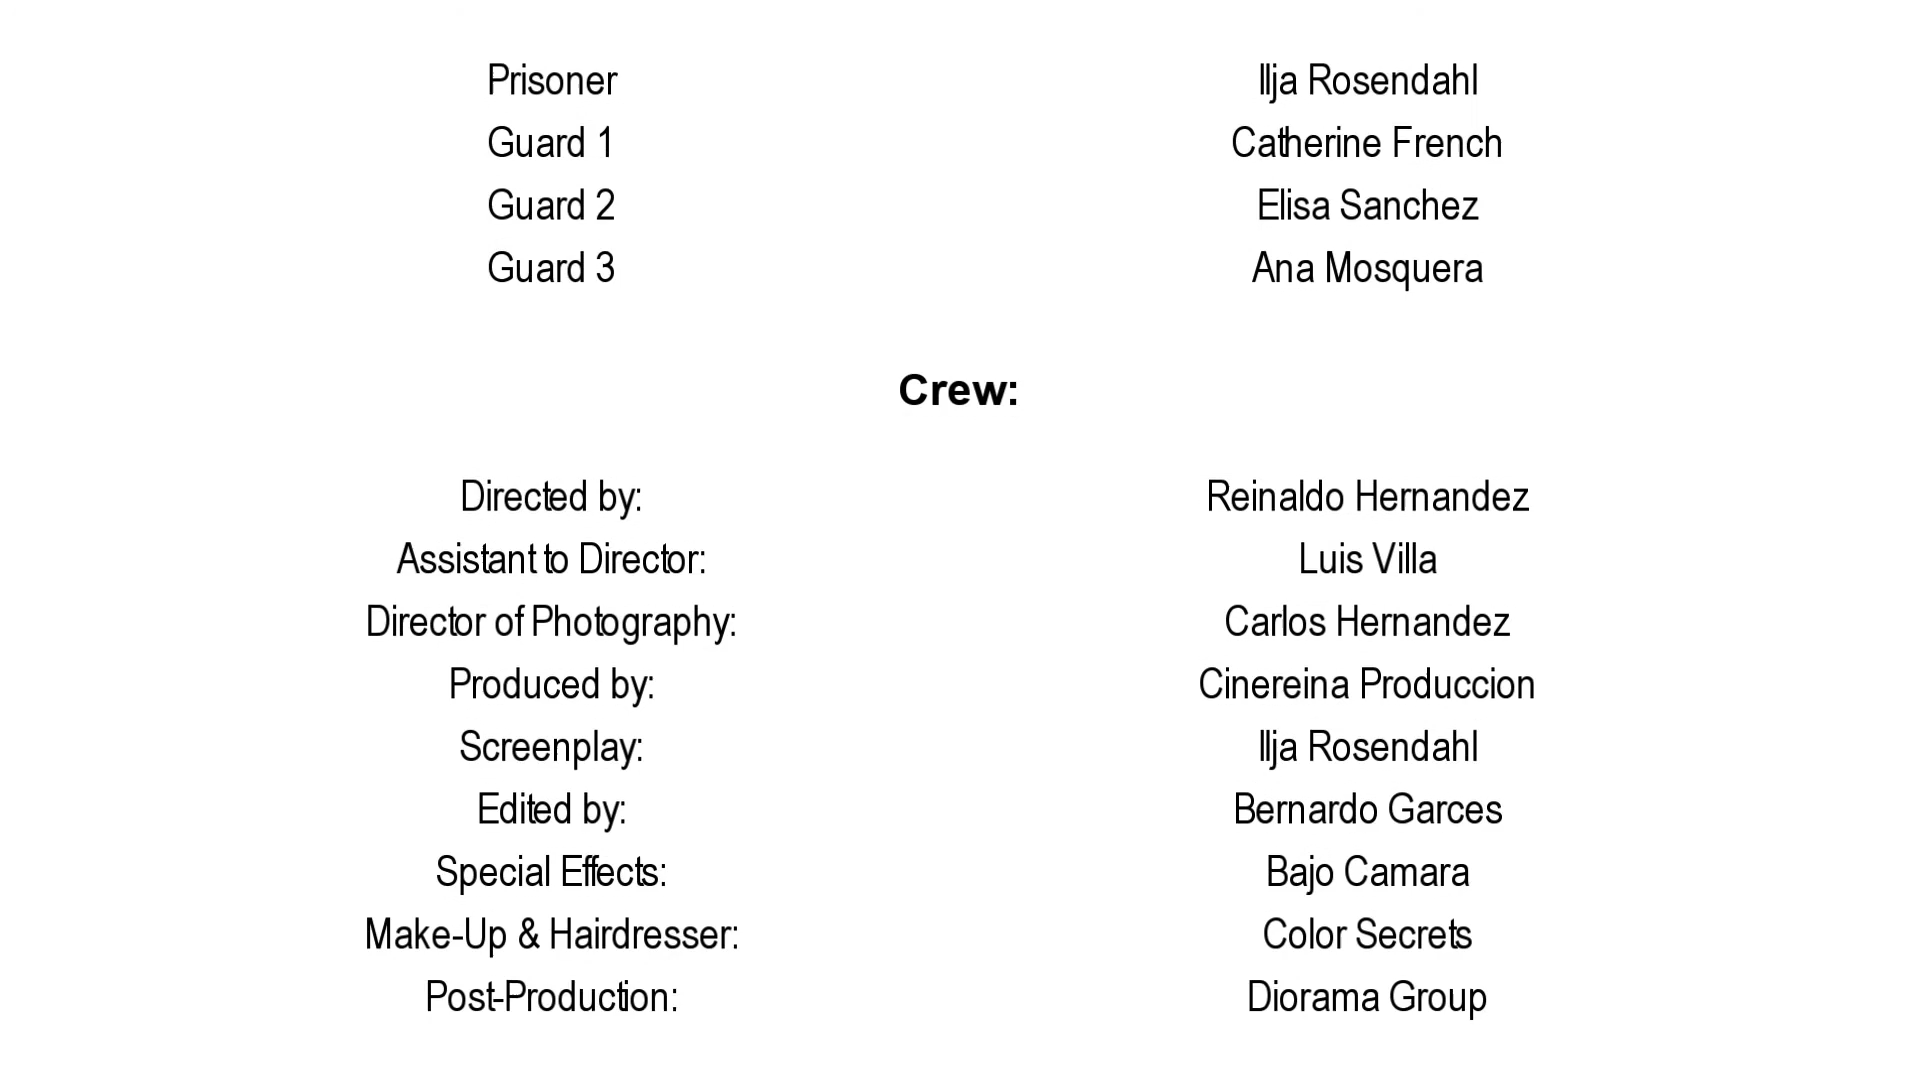 Prisoner Ilja Rosendahl
Guard 1 Catherine French
Guard 2 Elisa Sanchez
Guard 3 Ana Mosquera
Crew:
Directed by: Reinaldo Hernandez
Assistant to Director: Luis Villa
Director of Photography: Carlos Hernandez
Produced by: Cinereina Produccion
Screenplay: Ilja Rosendahl
Edited by: Bernardo Garces
Special Effects: Bajo Camara
Make-Up & Hairdresser: Color Secrets
Post-Production: Diorama Group